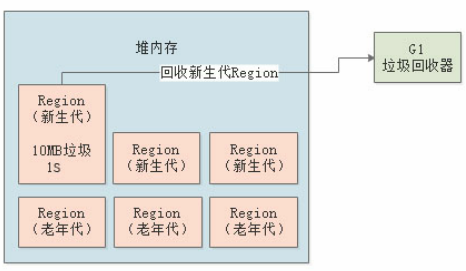 堆内存
回收新生代Region
G1
垃圾回收器
Region
（新生代）
10MB垃圾
1S
Region
（新生代）
Region
（新生代）
Region
（老年代）
Region
（老年代）
Region
（老年代）